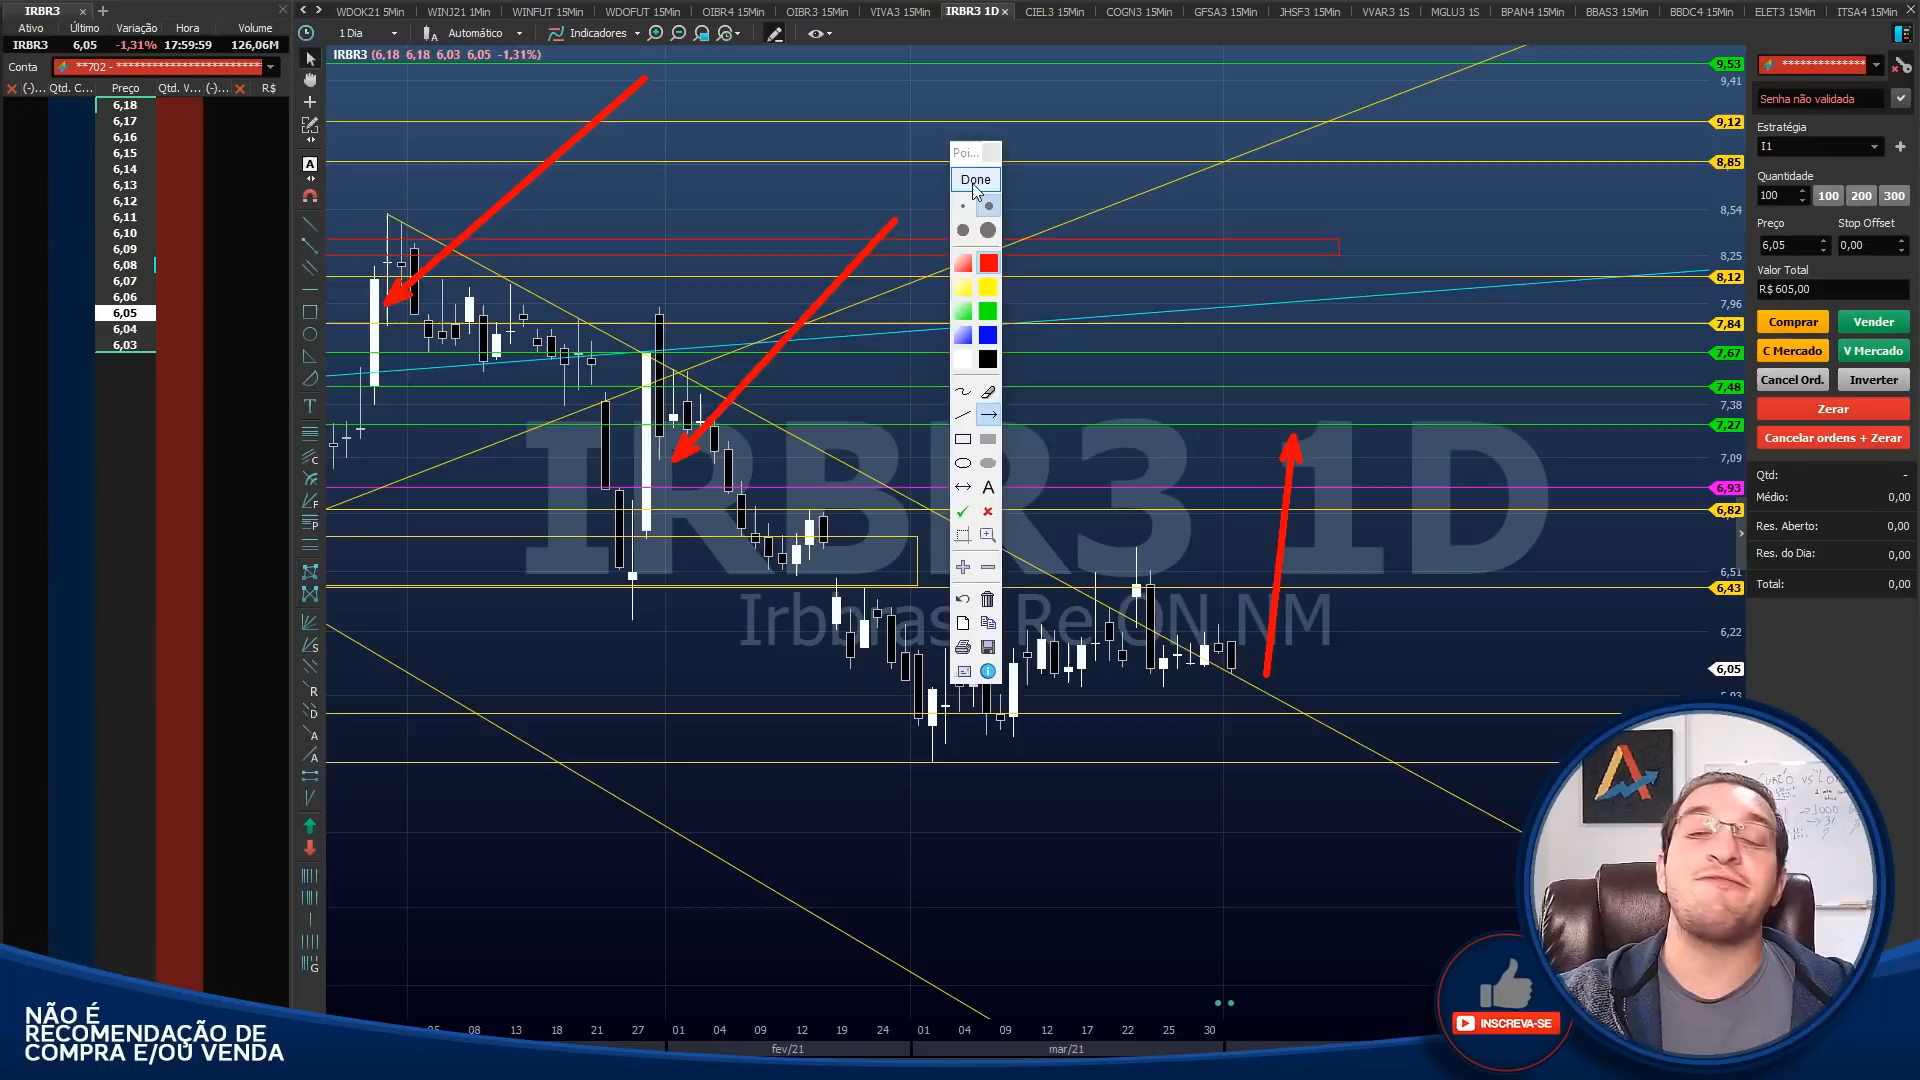 IRBR3
WDOK21 5Min WINJ21 1Min WINFUT 15Min WDOFUT 15Min OIBR4 15Min OIBR3 15Min VIVA3 15Min IRBR3 1D CIEL3 15Min COGN3 15Min GFSA3 15Min JHSF3 15Min VVAR3 1S MGLU3 1S BPAN4 15Min BBAS3 15Min BBDC4 15Min ELET3 15Min ITSA4 15Min
Ativo Último Variação Hora Volume
IRBR3 6,05 -1,31% 17:59:59 126,06M
1 Dia Automático Indicadores
Conta **702 - **************************
IRBR3 (6,18 6,18 6,03 6,05 -1,31%)
(-)... Qtd. C... Preço Qtd. V... (-)... R$
6,18
6,17
6,16
6,15
6,14
6,13
6,12
6,11
6,10
6,09
6,08
6,07
6,06
6,05
6,04
6,03
A
T
C
F
P
S
R
D
A
A
G
Poi...
Done
A
IRBR3 1D
Irbbras Re ON NM
9,53
9,41
9,12
8,85
8,54
8,25
8,12
7,96
7,84
7,67
7,48
7,38
7,27
7,09
6,93
6,82
6,51
6,43
6,22
6,05
5,93
08 13 18 21 27 01 04 09 12 19 24 01 04 09 12 17 22 25 30
fev/21 mar/21
***************
Senha não validada
Estratégia
I1
Quantidade
100 100 200 300
Preço Stop Offset
6,05 0,00
Valor Total
R$ 605,00
Comprar Vender
C Mercado V Mercado
Cancel Ord. Inverter
Zerar
Cancelar ordens + Zerar
Qtd: -
Médio: 0,00
Res. Aberto: 0,00
Res. do Dia: 0,00
Total: 0,00
NÃO É
RECOMENDAÇÃO DE
COMPRA E/OU VENDA
INSCREVA-SE